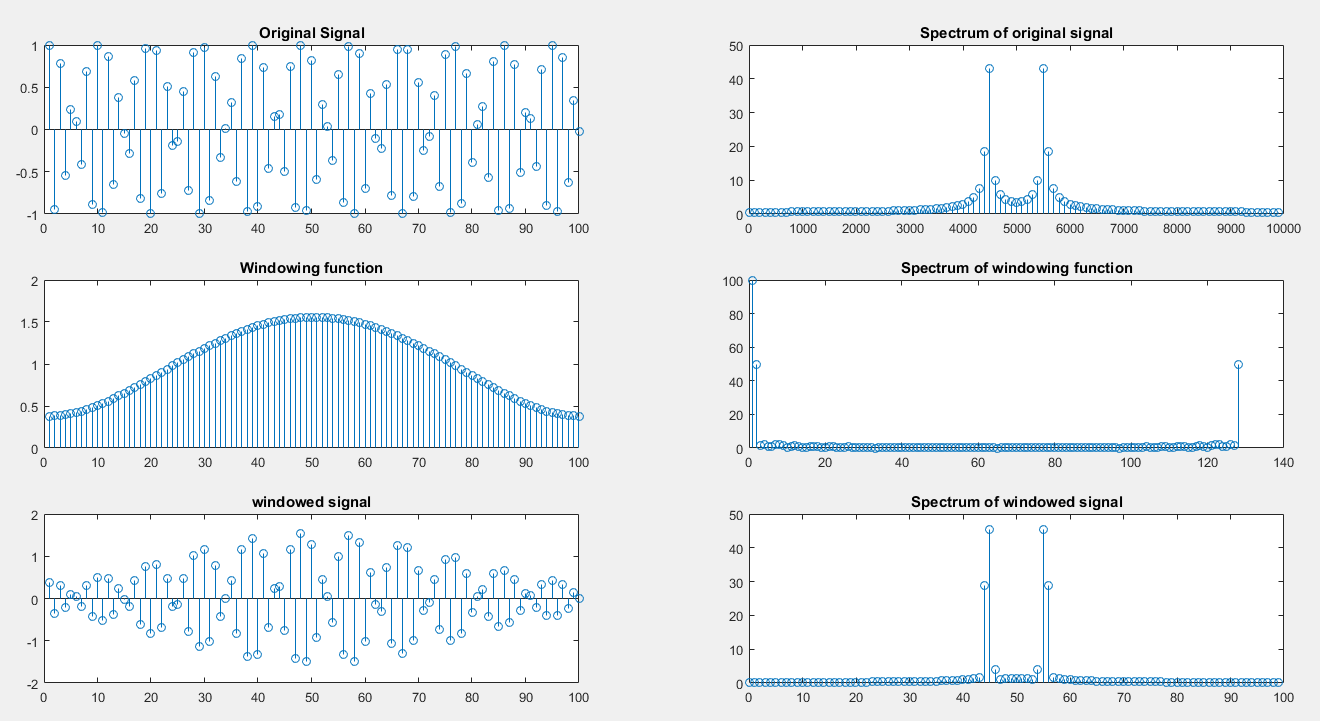 Original Signal
1
0.5
0
-0.5
-1
0 10 20 30 40 50 60 70 80 90 100
Spectrum of original signal
50
40
30
20
10
0
0 1000 2000 3000 4000 5000 6000 7000 8000 9000 10000
Windowing function
2
1.5
1
0.5
0
0 10 20 30 40 50 60 70 80 90 100
Spectrum of windowing function
100
80
60
40
20
0
0 20 40 60 80 100 120 140
windowed signal
2
1
0
-1
-2
0 10 20 30 40 50 60 70 80 90 100
Spectrum of windowed signal
50
40
30
20
10
0
0 10 20 30 40 50 60 70 80 90 100